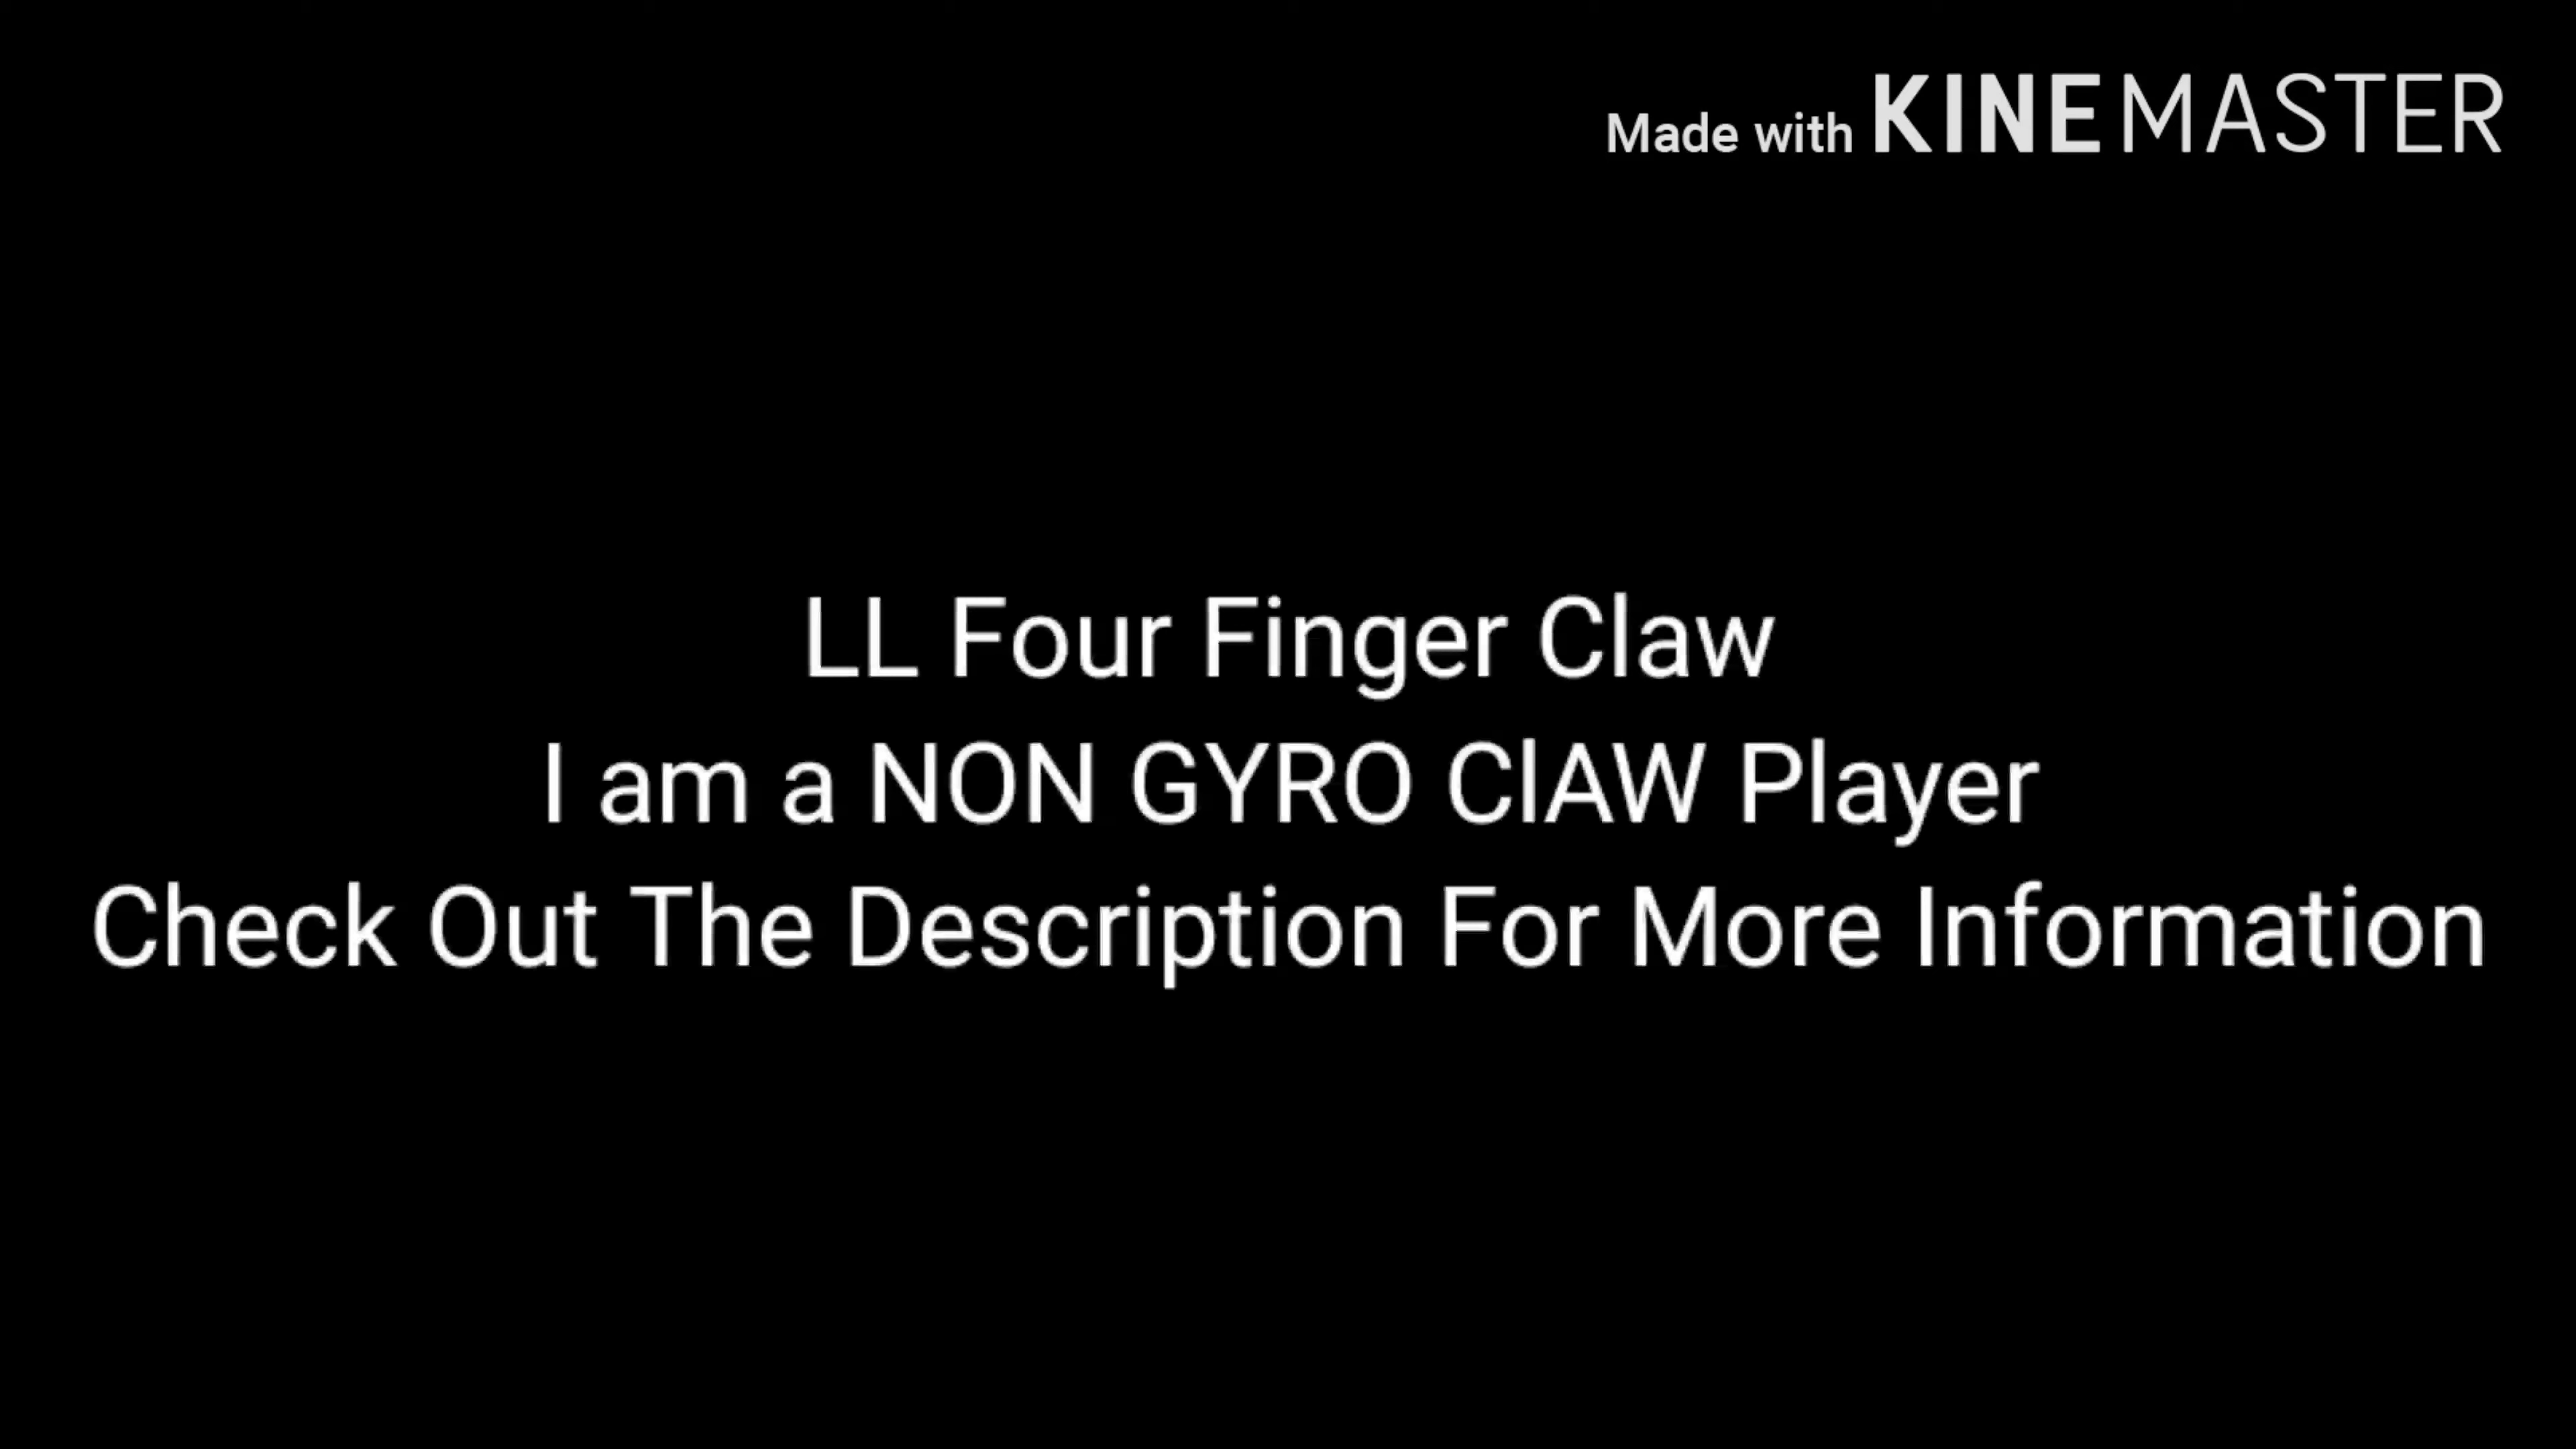 Made with KINEMASTER
LL Four Finger Claw
I am a NON GYRO ClAW Player
Check Out The Description For More Information